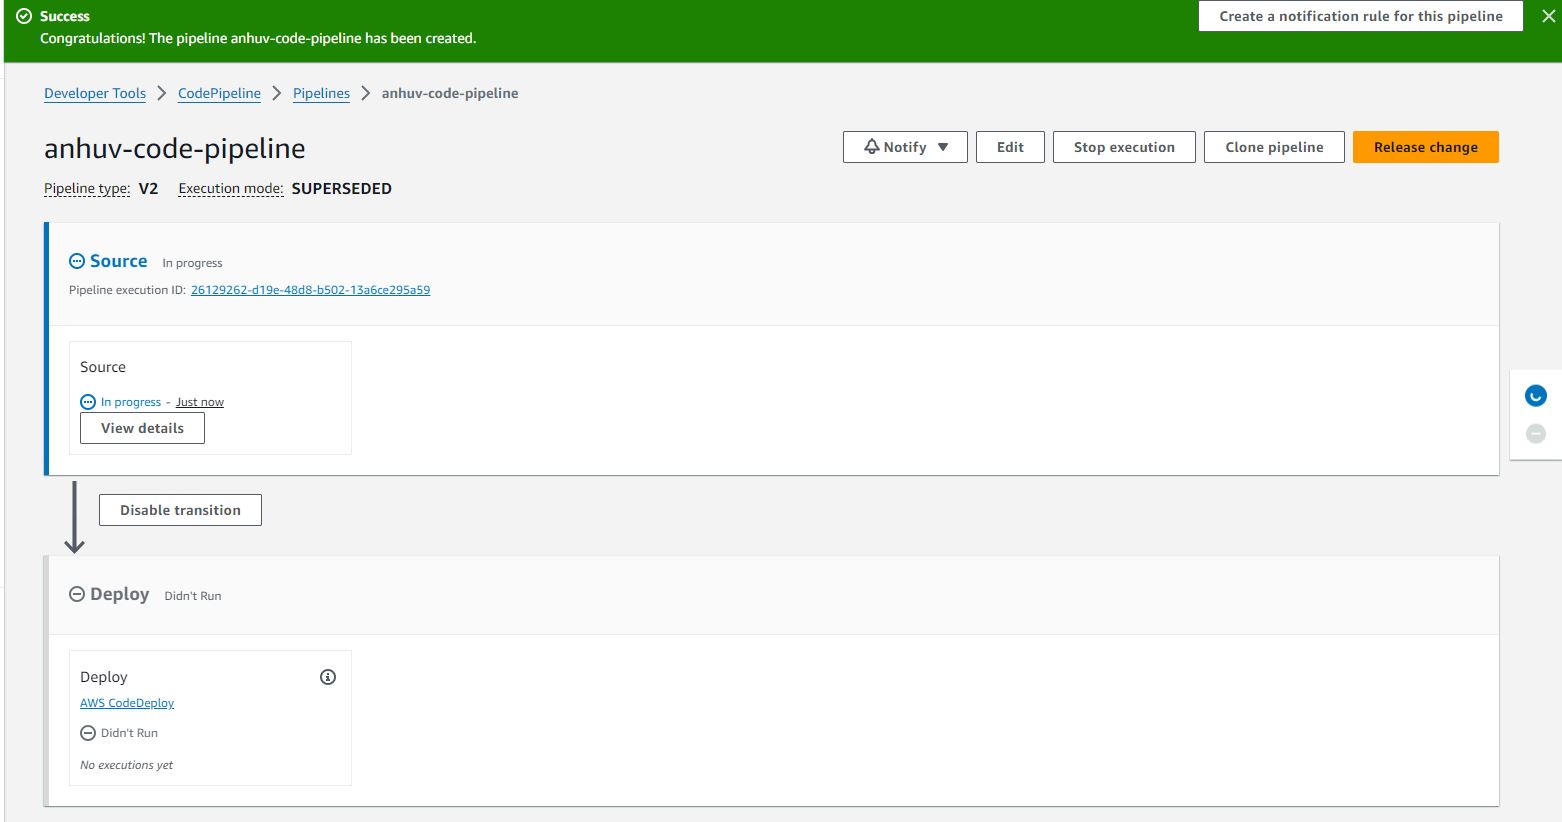 Success
Create a notification rule for this pipeline
Congratulations! The pipeline anhuv-code-pipeline has been created.
Developer Tools > CodePipeline > Pipelines > anhuv-code-pipeline
anhuv-code-pipeline
Notify ▼ Edit Stop execution Clone pipeline Release change
Pipeline type: V2 Execution mode: SUPERSEDED
Source In progress
Pipeline execution ID: 26129262-d19e-48d8-b502-13a6ce295a59
Source
In progress - Just now
View details
Disable transition
Deploy Didn't Run
Deploy
AWS CodeDeploy
Didn't Run
No executions yet